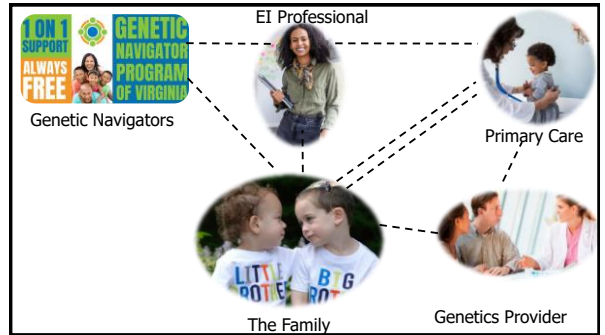 EI Professional
1 ON 1
SUPPORT
ALWAYS
FREE
GENETIC
NAVIGATOR
PROGRAM
OF VIRGINIA
Genetic Navigators
Primary Care
LITTLE
BROTHER
BIG
BROTHER
The Family
Genetics Provider